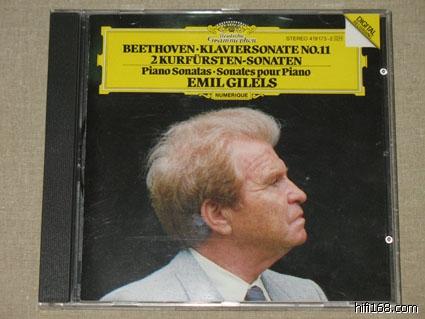 Deutsche
Grammophon
STEREO 419 173-2
DIGITAL
BEETHOVEN·KLAVIERSONATE NO.11
2 KURFÜRSTEN-SONATEN
Piano Sonatas·Sonates pour Piano
EMIL GILELS
NUMERIQUE
hifi168.com